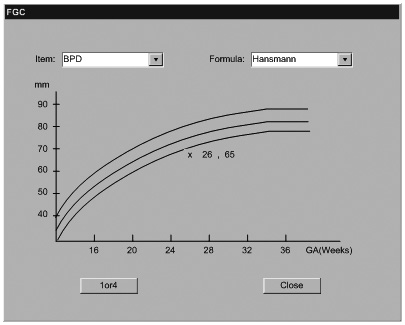 FGC
Item: BPD Formula: Hansmann
mm
90
80
70
60
50
40
x 26 , 65
16 20 24 28 32 36 GA(Weeks)
1or4 Close